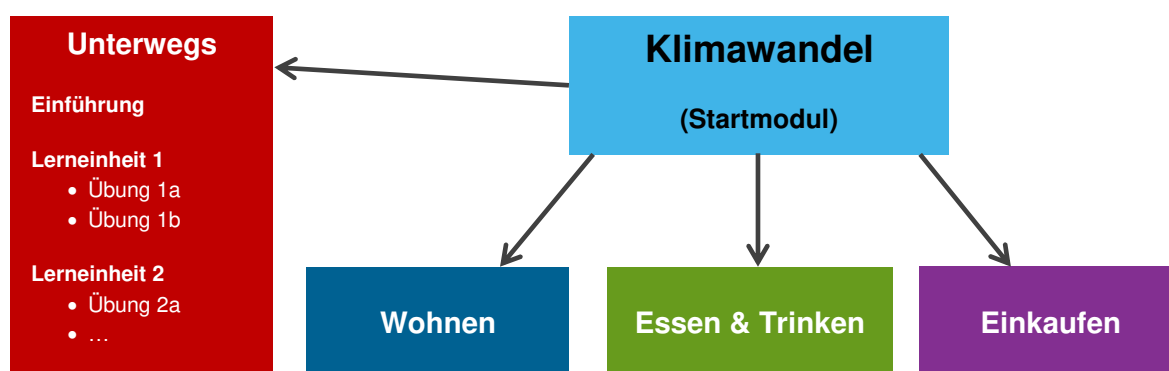 Unterwegs
Einführung
Lerneinheit 1
• Übung 1a
• Übung 1b
Lerneinheit 2
• Übung 2a
• …
Klimawandel
(Startmodul)
Wohnen
Essen & Trinken
Einkaufen